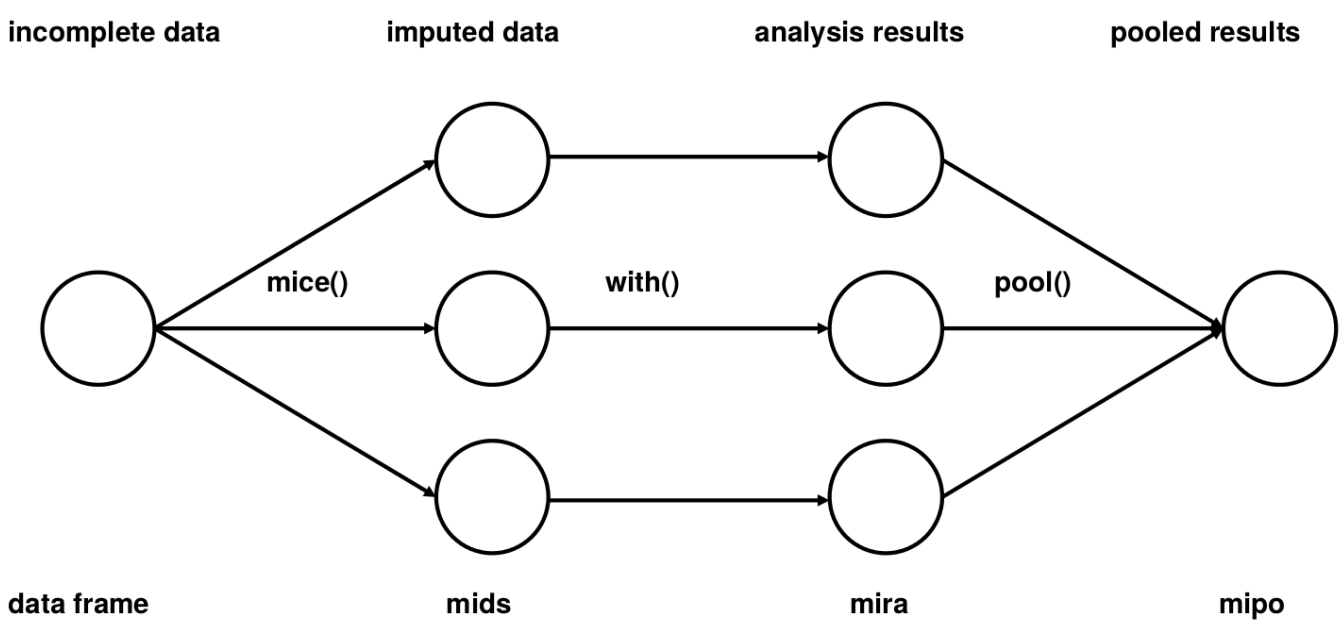 incomplete data
imputed data
analysis results
pooled results
mice()
with()
pool()
data frame
mids
mira
mipo